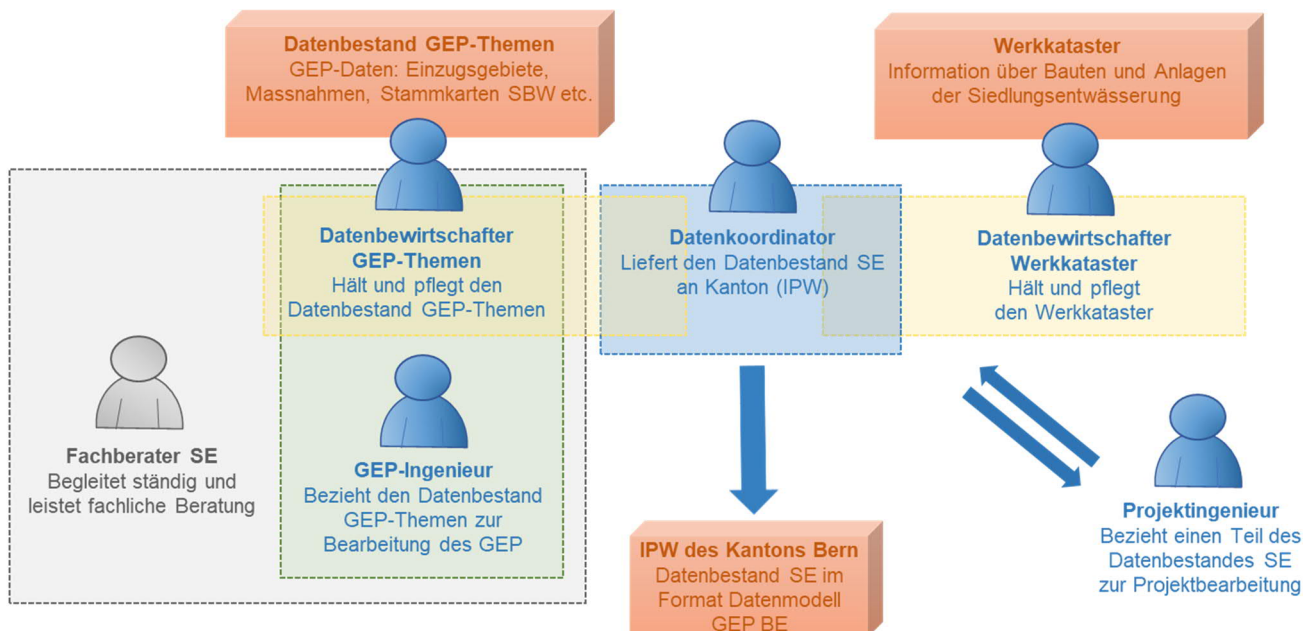 Datenbestand GEP-Themen
GEP-Daten: Einzugsgebiete,
Massnahmen, Stammkarten SBW etc.
Werkkataster
Information über Bauten und Anlagen
der Siedlungsentwässerung
Datenbewirtschafter
GEP-Themen
Hält und pflegt den
Datenbestand GEP-Themen
Datenkoordinator
Liefert den Datenbestand SE
an Kanton (IPW)
Datenbewirtschafter
Werkkataster
Hält und pflegt
den Werkkataster
Fachberater SE
Begleitet ständig und
leistet fachliche Beratung
GEP-Ingenieur
Bezieht den Datenbestand
GEP-Themen zur
Bearbeitung des GEP
IPW des Kantons Bern
Datenbestand SE im
Format Datenmodell
GEP BE
Projektingenieur
Bezieht einen Teil des
Datenbestandes SE
zur Projektbearbeitung